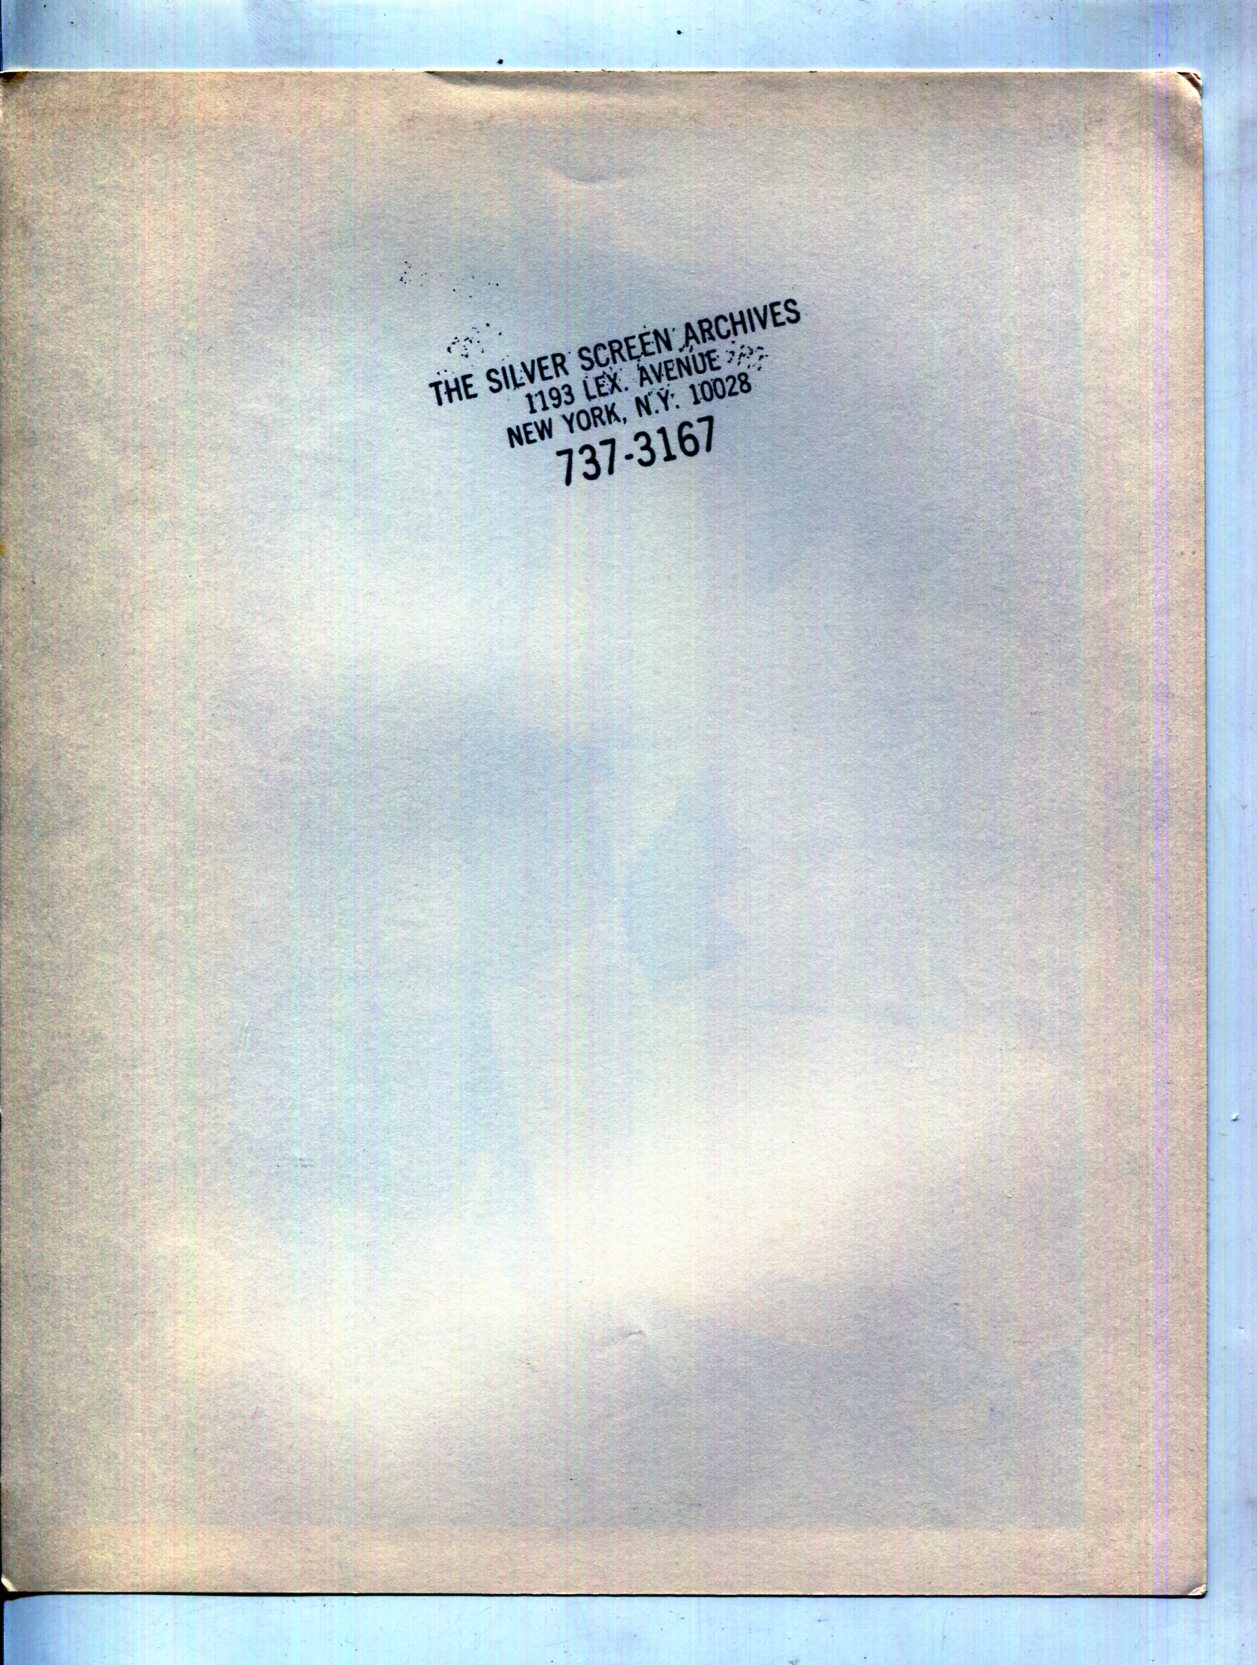 THE SILVER SCREEN ARCHIVES
1193 LEX. AVENUE
NEW YORK, N.Y. 10028
737-3167